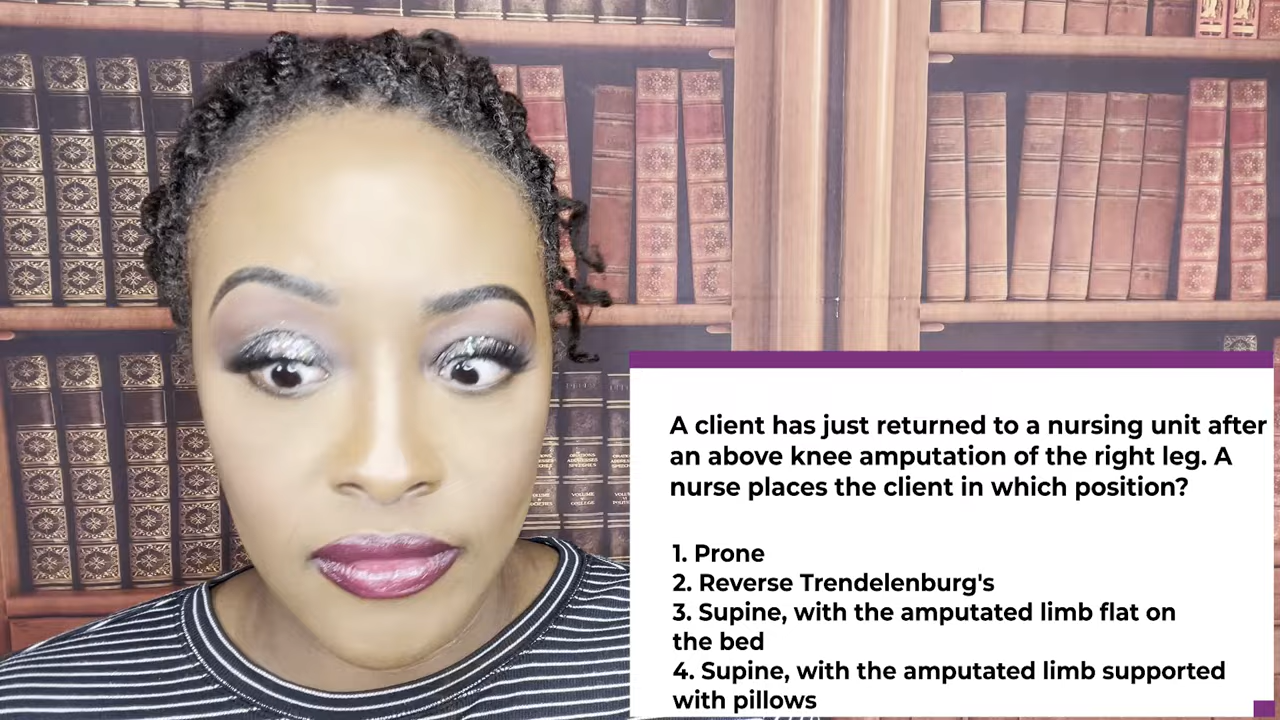 A client has just returned to a nursing unit after
an above knee amputation of the right leg. A
nurse places the client in which position?
1. Prone
2. Reverse Trendelenburg's
3. Supine, with the amputated limb flat on
the bed
4. Supine, with the amputated limb supported
with pillows